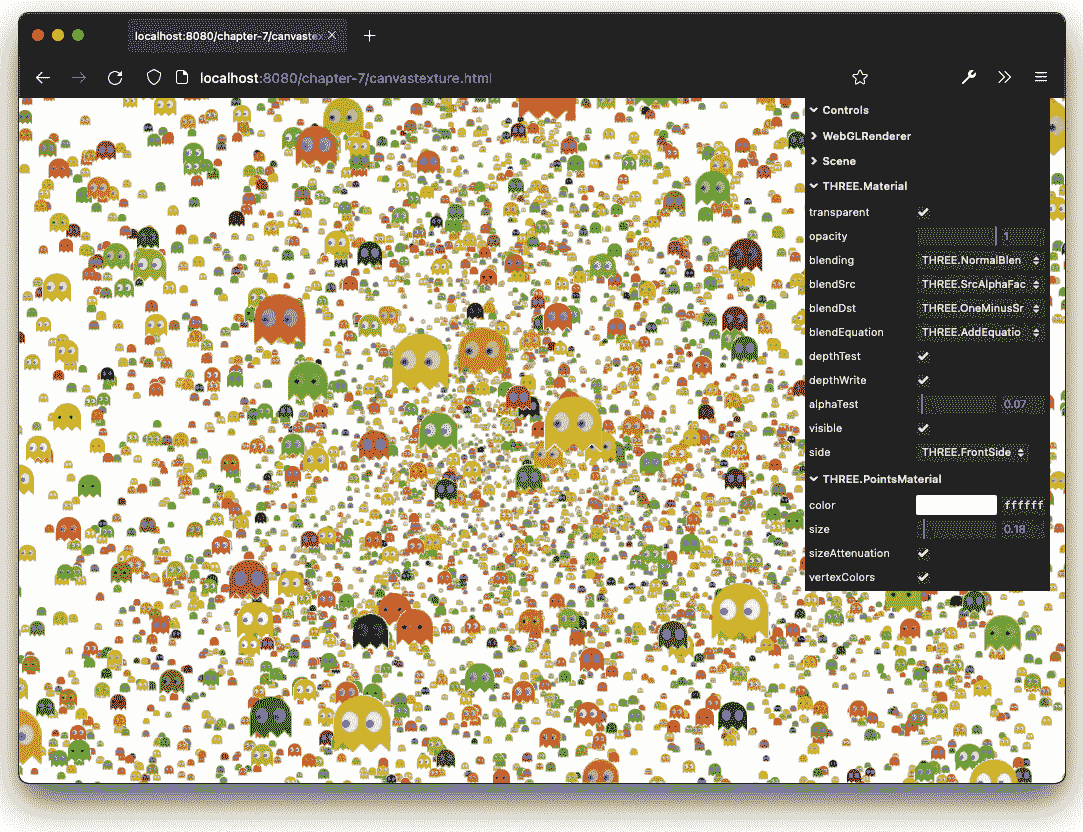 localhost:8080/chapter-7/canvastex
localhost:8080/chapter-7/canvastexture.html
Controls
WebGLRenderer
Scene
THREE.Material
transparent
opacity 1
blending THREE.NormalBlen
blendSrc THREE.SrcAlphaFac
blendDst THREE.OneMinusSr
blendEquation THREE.AddEquatio
depthTest
depthWrite
alphaTest 0.07
visible
side THREE.FrontSide
THREE.PointsMaterial
color ffffff
size 0.18
sizeAttenuation
vertexColors